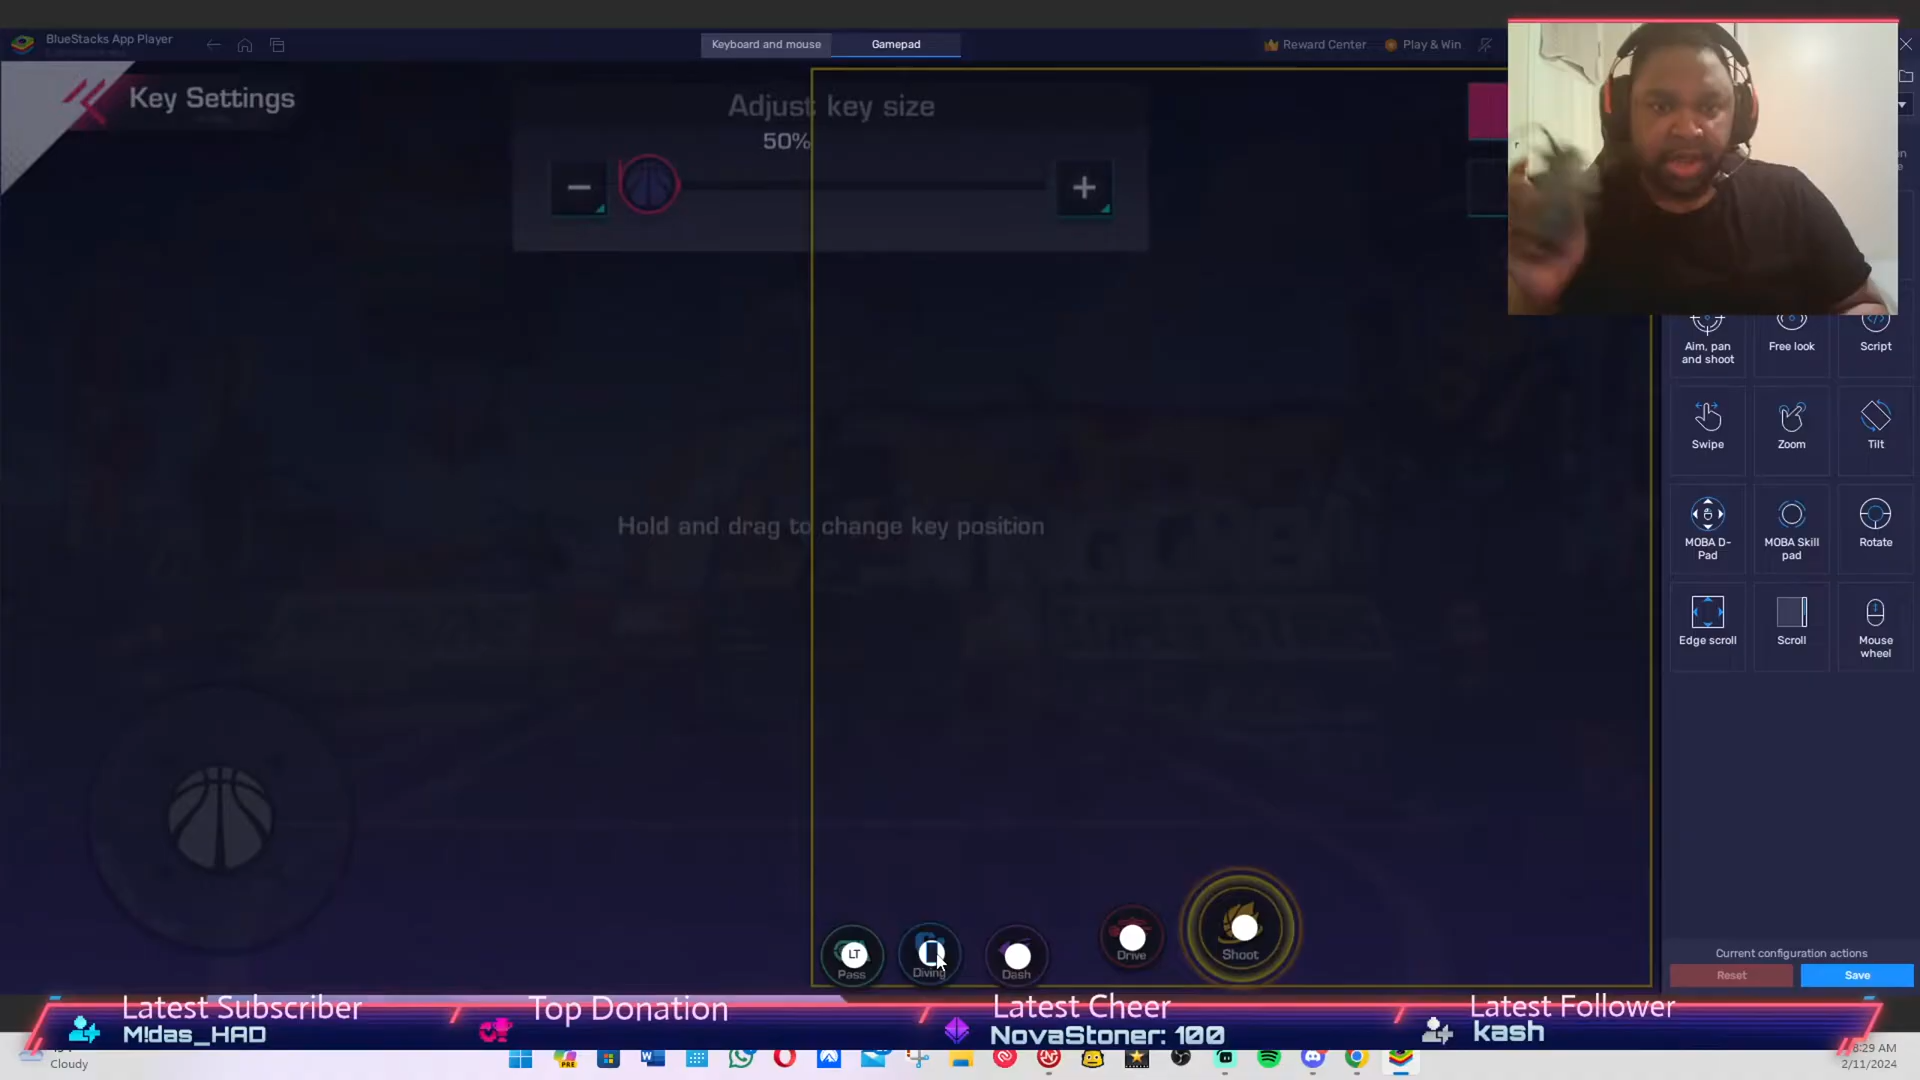 BlueStacks App Player
Keyboard and mouse
Gamepad
Reward Center
Play & Win
Key Settings
Adjust key size
50%
Hold and drag to change key position
Aim, pan and shoot
Free look
Script
Swipe
Zoom
Tilt
MOBA D-Pad
MOBA Skill pad
Rotate
Edge scroll
Scroll
Mouse wheel
LT
Pass
Diving
Dash
Drive
Shoot
Current configuration actions
Reset
Save
Latest Subscriber
M!das_HAD
Top Donation
Latest Cheer
NovaStoner: 100
Latest Follower
kash
Cloudy
8:29 AM
2/11/2024